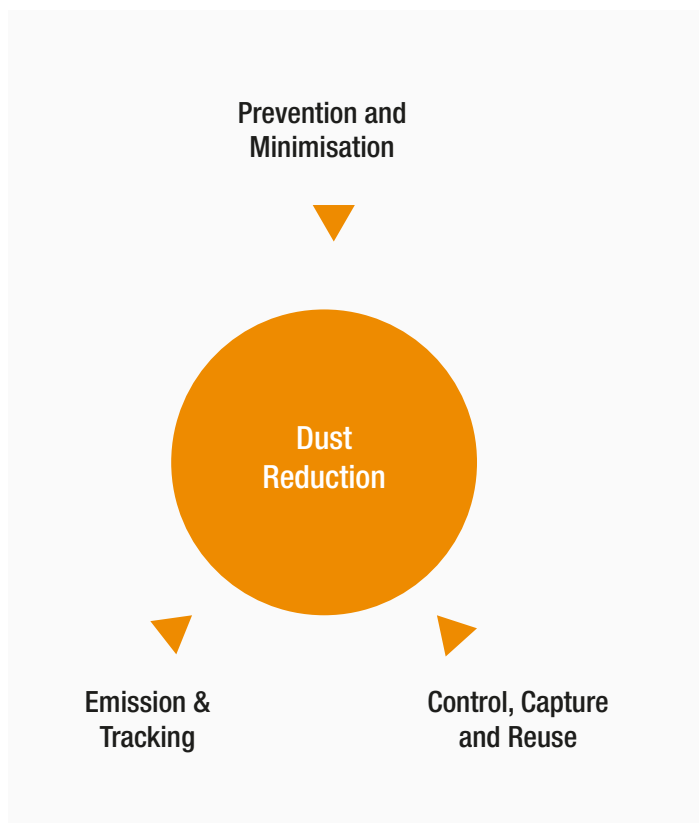 Prevention and
Minimisation
Dust
Reduction
Emission &
Tracking
Control, Capture
and Reuse